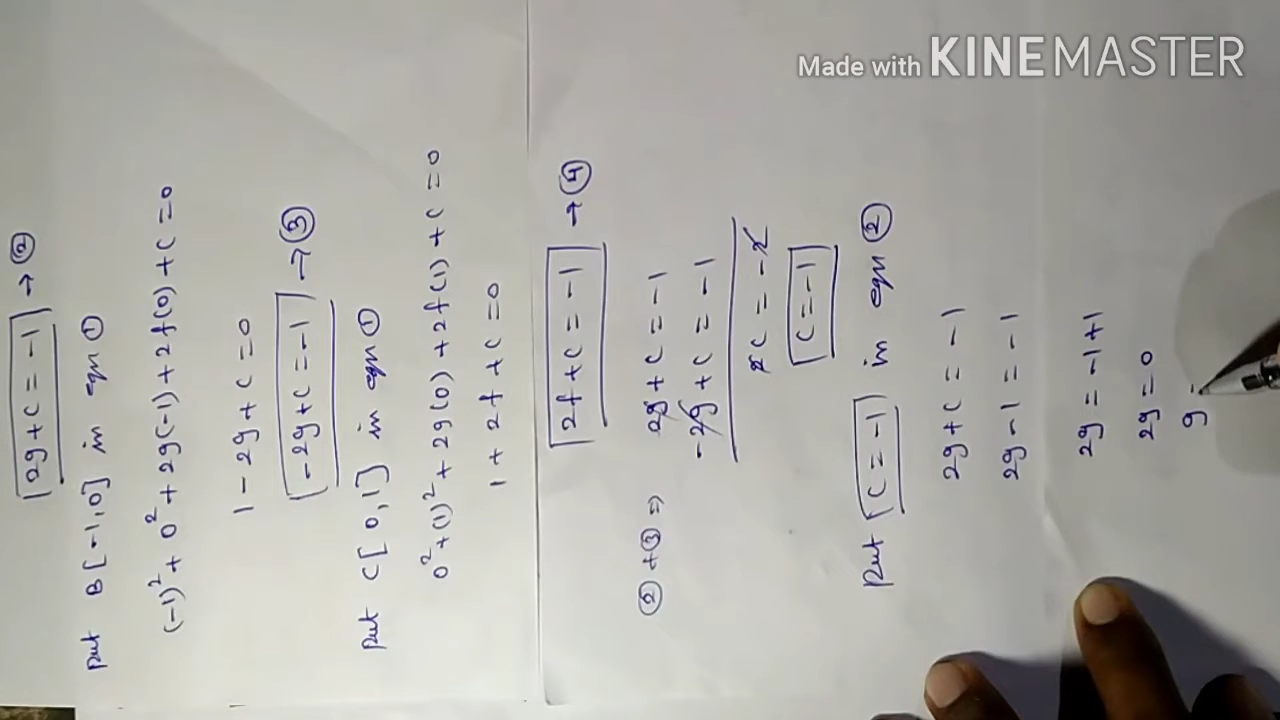 Made with KINEMASTER
2g + c = -1 → ②
Put B [-1, 0] in eqn ①
(-1)² + 0² + 2g(-1) + 2f(0) + c = 0
1 - 2g + c = 0
-2g + c = -1 → ③
Put C [0, 1] in eqn ①
0² + (1)² + 2g(0) + 2f(1) + c = 0
1 + 2f + c = 0
2f + c = -1 → ④
② + ③ ⇒ 2g + c = -1
-2g + c = -1
2c = -2
c = -1
Put c = -1 in eqn ②
2g + c = -1
2g - 1 = -1
2g = -1 + 1
2g = 0
g =